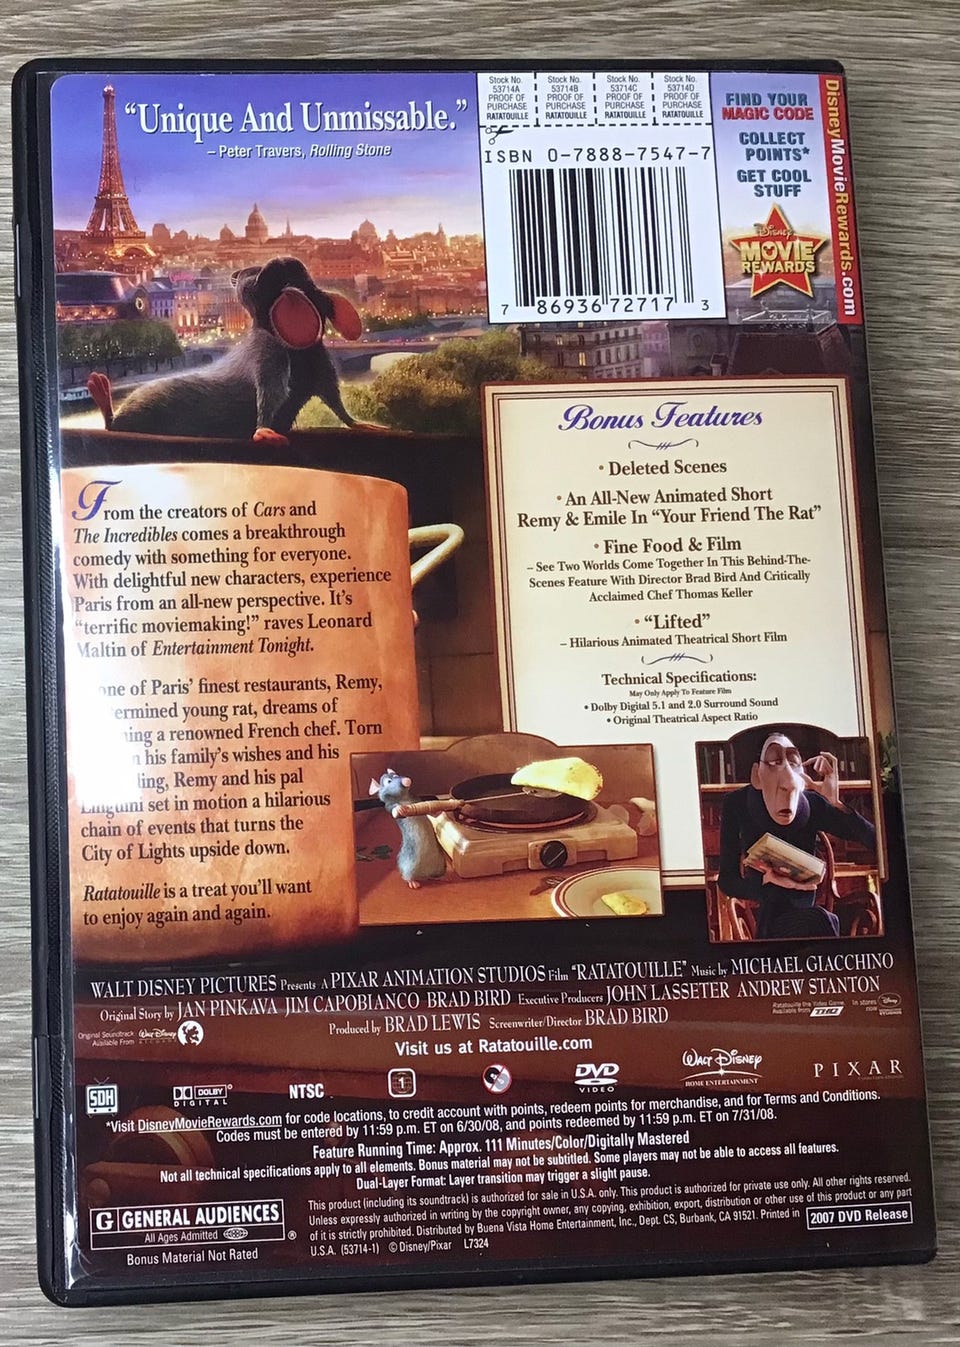 "Unique And Unmissable."
– Peter Travers, Rolling Stone
Stock No. 53714A PROOF OF PURCHASE RATATOUILLE
Stock No. 53714B PROOF OF PURCHASE RATATOUILLE
Stock No. 53714C PROOF OF PURCHASE RATATOUILLE
Stock No. 53714D PROOF OF PURCHASE RATATOUILLE
ISBN 0-7888-7547-7
7 86936 72717 3
FIND YOUR
MAGIC CODE
COLLECT
POINTS*
GET COOL
STUFF
Disney
MOVIE
REWARDS
DisneyMovieRewards.com
From the creators of Cars and
The Incredibles comes a breakthrough
comedy with something for everyone.
With delightful new characters, experience
Paris from an all-new perspective. It's
"terrific moviemaking!" raves Leonard
Maltin of Entertainment Tonight.
of Paris' finest restaurants, Remy,
young rat, dreams of
a renowned French chef. Torn
his family's wishes and his
Remy and his pal
Linguini set in motion a hilarious
chain of events that turns the
City of Lights upside down.
Ratatouille is a treat you'll want
to enjoy again and again.
Bonus Features
• Deleted Scenes
• An All-New Animated Short
Remy & Emile In "Your Friend The Rat"
• Fine Food & Film
– See Two Worlds Come Together In This Behind-The-
Scenes Feature With Director Brad Bird And Critically
Acclaimed Chef Thomas Keller
• "Lifted"
– Hilarious Animated Theatrical Short Film
Technical Specifications:
May Only Apply To Feature Film
• Dolby Digital 5.1 and 2.0 Surround Sound
• Original Theatrical Aspect Ratio
WALT DISNEY PICTURES Presents A PIXAR ANIMATION STUDIOS Film "RATATOUILLE" Music by MICHAEL GIACCHINO
Original Story by JAN PINKAVA JIM CAPOBIANCO BRAD BIRD Executive Producers JOHN LASSETER ANDREW STANTON
Produced by BRAD LEWIS Screenwriter/Director BRAD BIRD
Original Soundtrack
Available From
WALT DISNEY
RECORDS
Ratatouille the Video Game
Available from THQ
In stores
now
Visit us at Ratatouille.com
SDH
DOLBY
DIGITAL
NTSC
1
DVD
VIDEO
WALT DISNEY
HOME ENTERTAINMENT
PIXAR
*Visit DisneyMovieRewards.com for code locations, to credit account with points, redeem points for merchandise, and for Terms and Conditions.
Codes must be entered by 11:59 p.m. ET on 6/30/08, and points redeemed by 11:59 p.m. ET on 7/31/08.
Feature Running Time: Approx. 111 Minutes/Color/Digitally Mastered
Not all technical specifications apply to all elements. Bonus material may not be subtitled. Some players may not be able to access all features.
Dual-Layer Format: Layer transition may trigger a slight pause.
G GENERAL AUDIENCES
All Ages Admitted
®
Bonus Material Not Rated
This product (including its soundtrack) is authorized for sale in U.S.A. only. This product is authorized for private use only. All other rights reserved.
Unless expressly authorized in writing by the copyright owner, any copying, exhibition, export, distribution or other use of this product or any part
of it is strictly prohibited. Distributed by Buena Vista Home Entertainment, Inc., Dept. CS, Burbank, CA 91521. Printed in
U.S.A. (53714-1) © Disney/Pixar L7324
2007 DVD Release